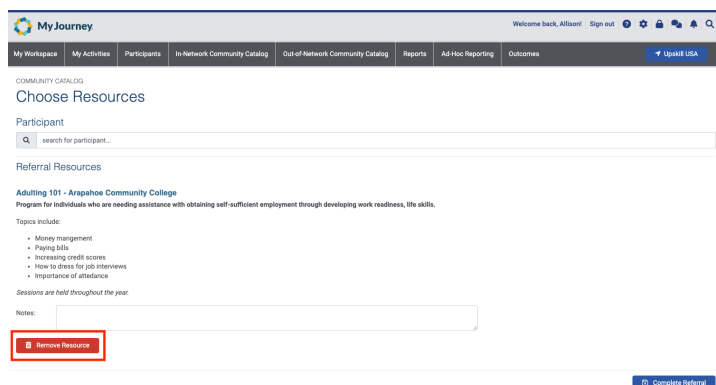 My Journey.
Welcome back, Allison! Sign out
My Workspace My Activities Participants In-Network Community Catalog Out-of-Network Community Catalog Reports Ad-Hoc Reporting Outcomes Upskill USA
COMMUNITY CATALOG
Choose Resources
Participant
search for participant...
Referral Resources
Adulting 101 - Arapahoe Community College
Program for individuals who are needing assistance with obtaining self-sufficient employment through developing work readiness, life skills.
Topics include:
Money mangement
Paying bills
Increasing credit scores
How to dress for job interviews
Importance of attedance
Sessions are held throughout the year.
Notes:
Remove Resource
Complete Referral